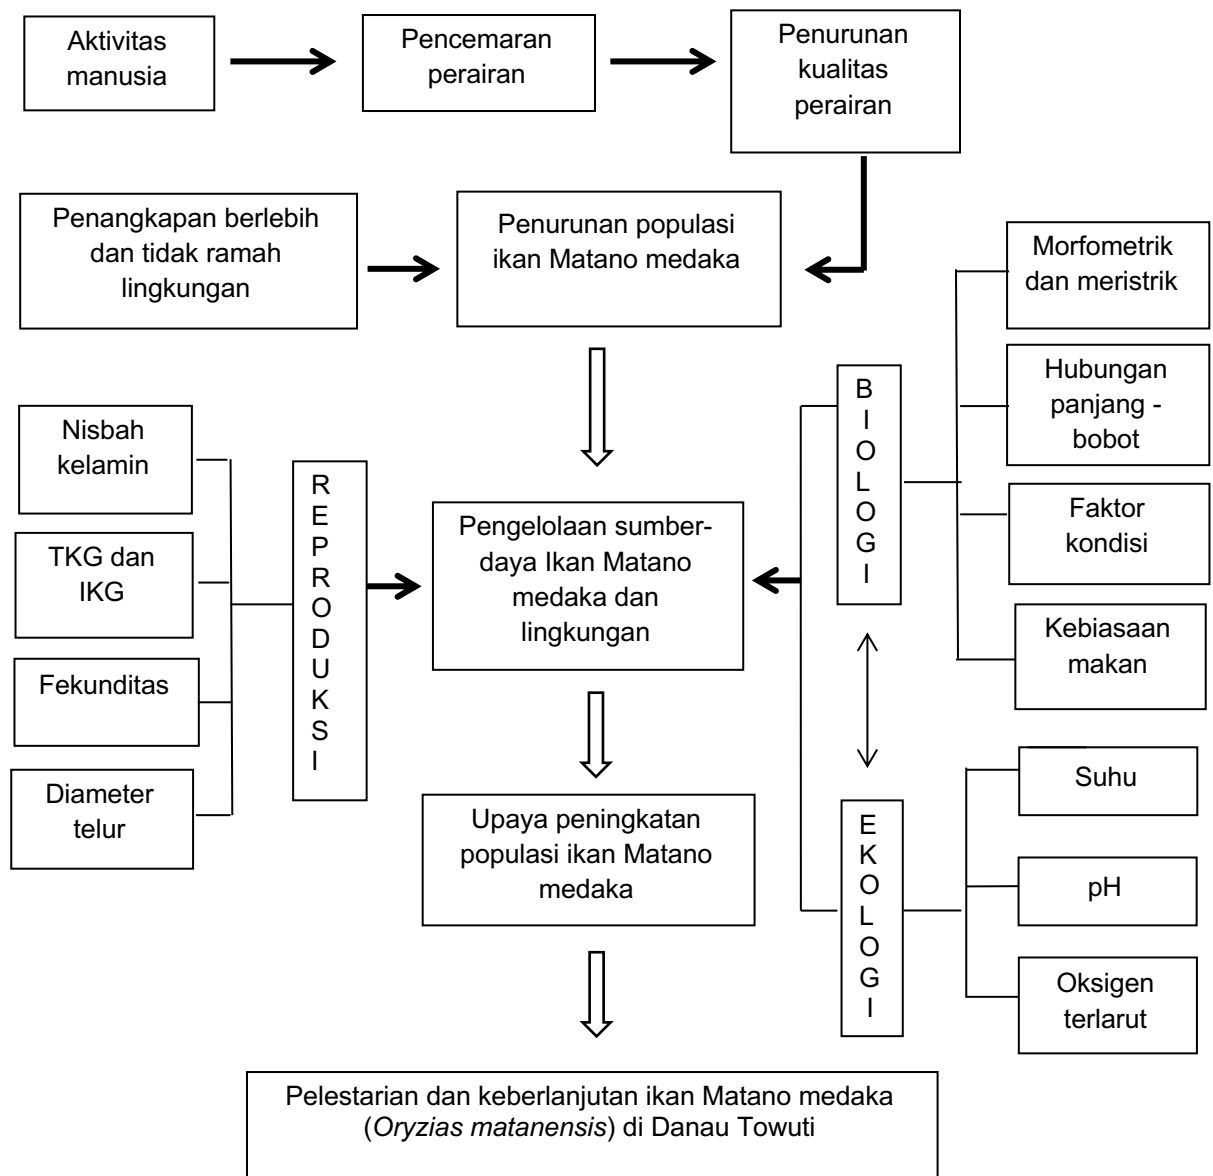 Aktivitas
manusia
Pencemaran
perairan
Penurunan
kualitas
perairan
Penangkapan berlebih
dan tidak ramah
lingkungan
Penurunan populasi
ikan Matano medaka
Morfometrik
dan meristrik
Hubungan
panjang -
bobot
Faktor
kondisi
Kebiasaan
makan
BIOLOGI
Nisbah
kelamin
TKG dan
IKG
Fekunditas
Diameter
telur
REPRODUKSI
Pengelolaan sumber-
daya Ikan Matano
medaka dan
lingkungan
Upaya peningkatan
populasi ikan Matano
medaka
EKOLOGI
Suhu
pH
Oksigen
terlarut
Pelestarian dan keberlanjutan ikan Matano medaka
(Oryzias matanensis) di Danau Towuti